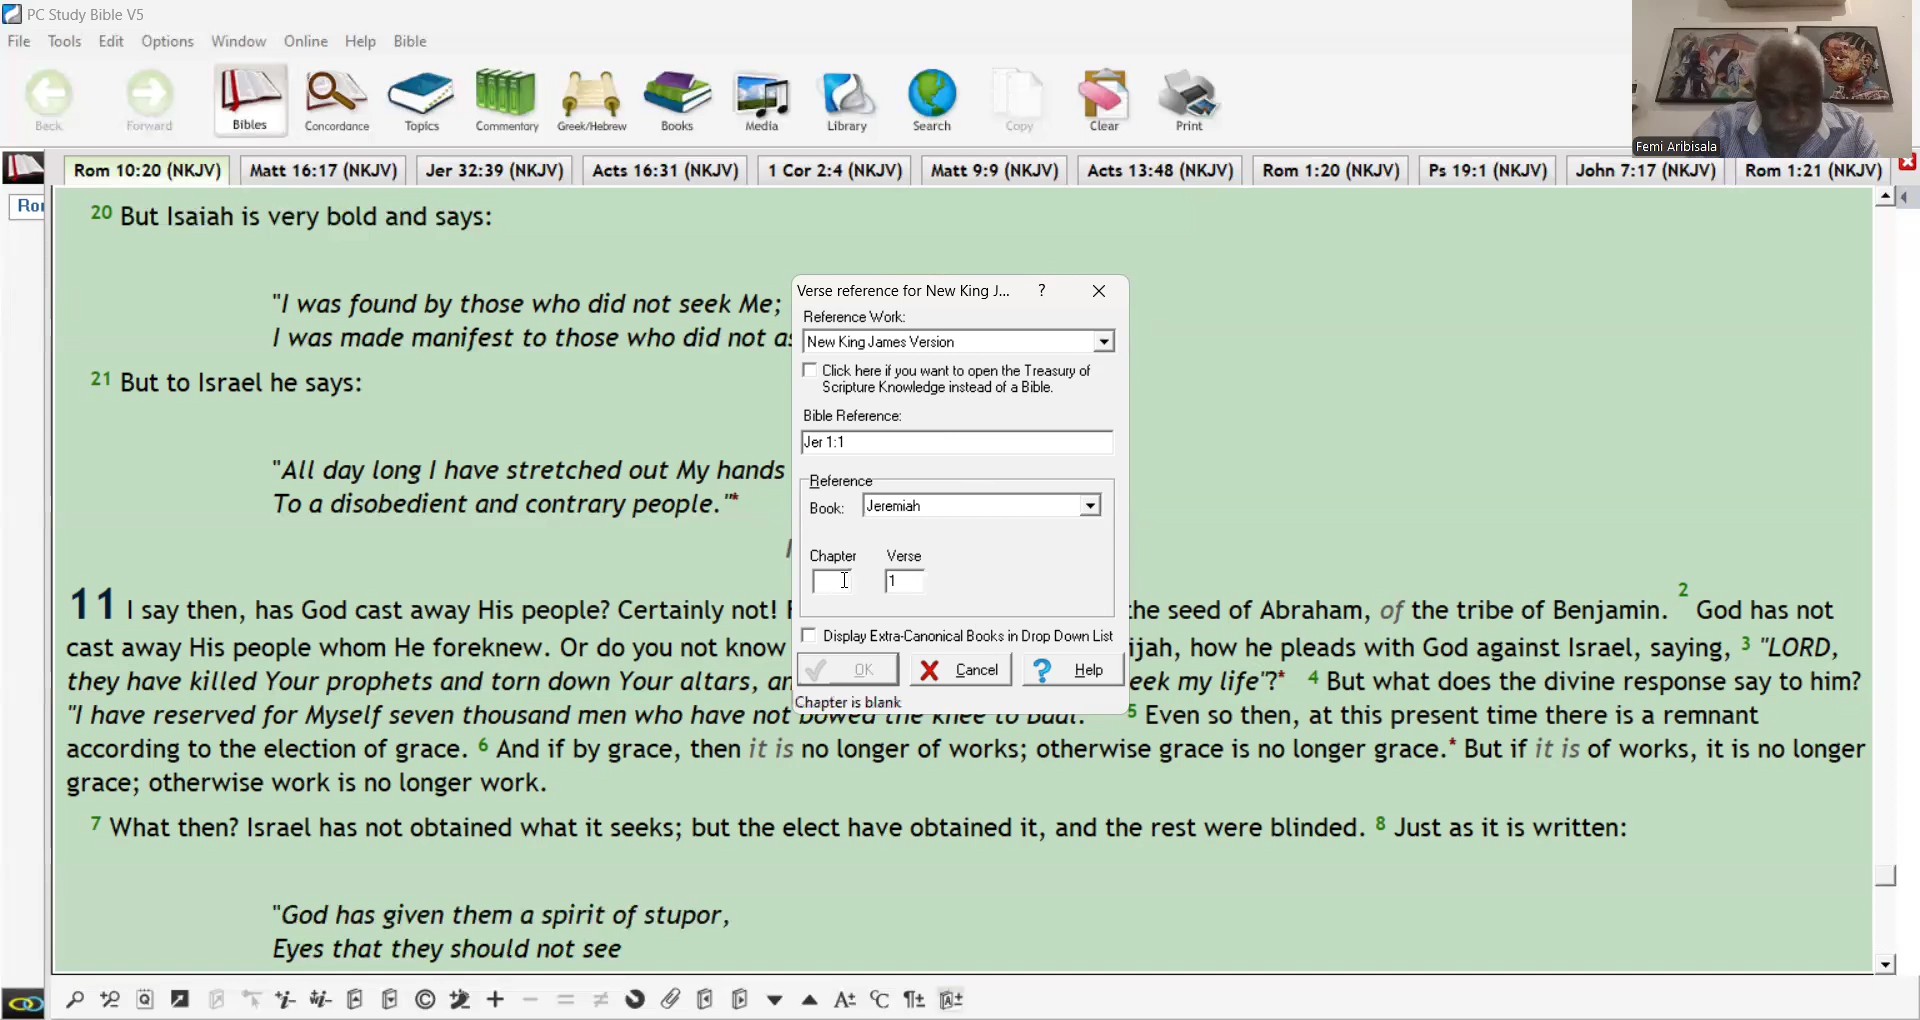 PC Study Bible V5
File Tools Edit Options Window Online Help Bible
Back Forward Bibles Concordance Topics Commentary Greek/Hebrew Books Media Library Search Copy Clear Print
Femi Aribisala
Rom 10:20 (NKJV) Matt 16:17 (NKJV) Jer 32:39 (NKJV) Acts 16:31 (NKJV) 1 Cor 2:4 (NKJV) Matt 9:9 (NKJV) Acts 13:48 (NKJV) Rom 1:20 (NKJV) Ps 19:1 (NKJV) John 7:17 (NKJV) Rom 1:21 (NKJV)
20 But Isaiah is very bold and says:
"I was found by those who did not seek Me;
I was made manifest to those who did not
21 But to Israel he says:
"All day long I have stretched out My hands
To a disobedient and contrary people."*
11 I say then, has God cast away His people? Certainly not! the seed of Abraham, of the tribe of Benjamin. 2 God has not
cast away His people whom He foreknew. Or do you not know ijah, how he pleads with God against Israel, saying, 3 "LORD,
they have killed Your prophets and torn down Your altars, eek my life"?* 4 But what does the divine response say to him?
"I have reserved for Myself seven thousand men who have not bowed the knee to Baal." 5 Even so then, at this present time there is a remnant
according to the election of grace. 6 And if by grace, then it is no longer of works; otherwise grace is no longer grace.* But if it is of works, it is no longer
grace; otherwise work is no longer work.
7 What then? Israel has not obtained what it seeks; but the elect have obtained it, and the rest were blinded. 8 Just as it is written:
"God has given them a spirit of stupor,
Eyes that they should not see
Verse reference for New King J... ?
Reference Work:
New King James Version
Click here if you want to open the Treasury of
Scripture Knowledge instead of a Bible.
Bible Reference:
Jer 1:1
Reference
Book: Jeremiah
Chapter Verse
1
Display Extra-Canonical Books in Drop Down List
OK Cancel Help
Chapter is blank